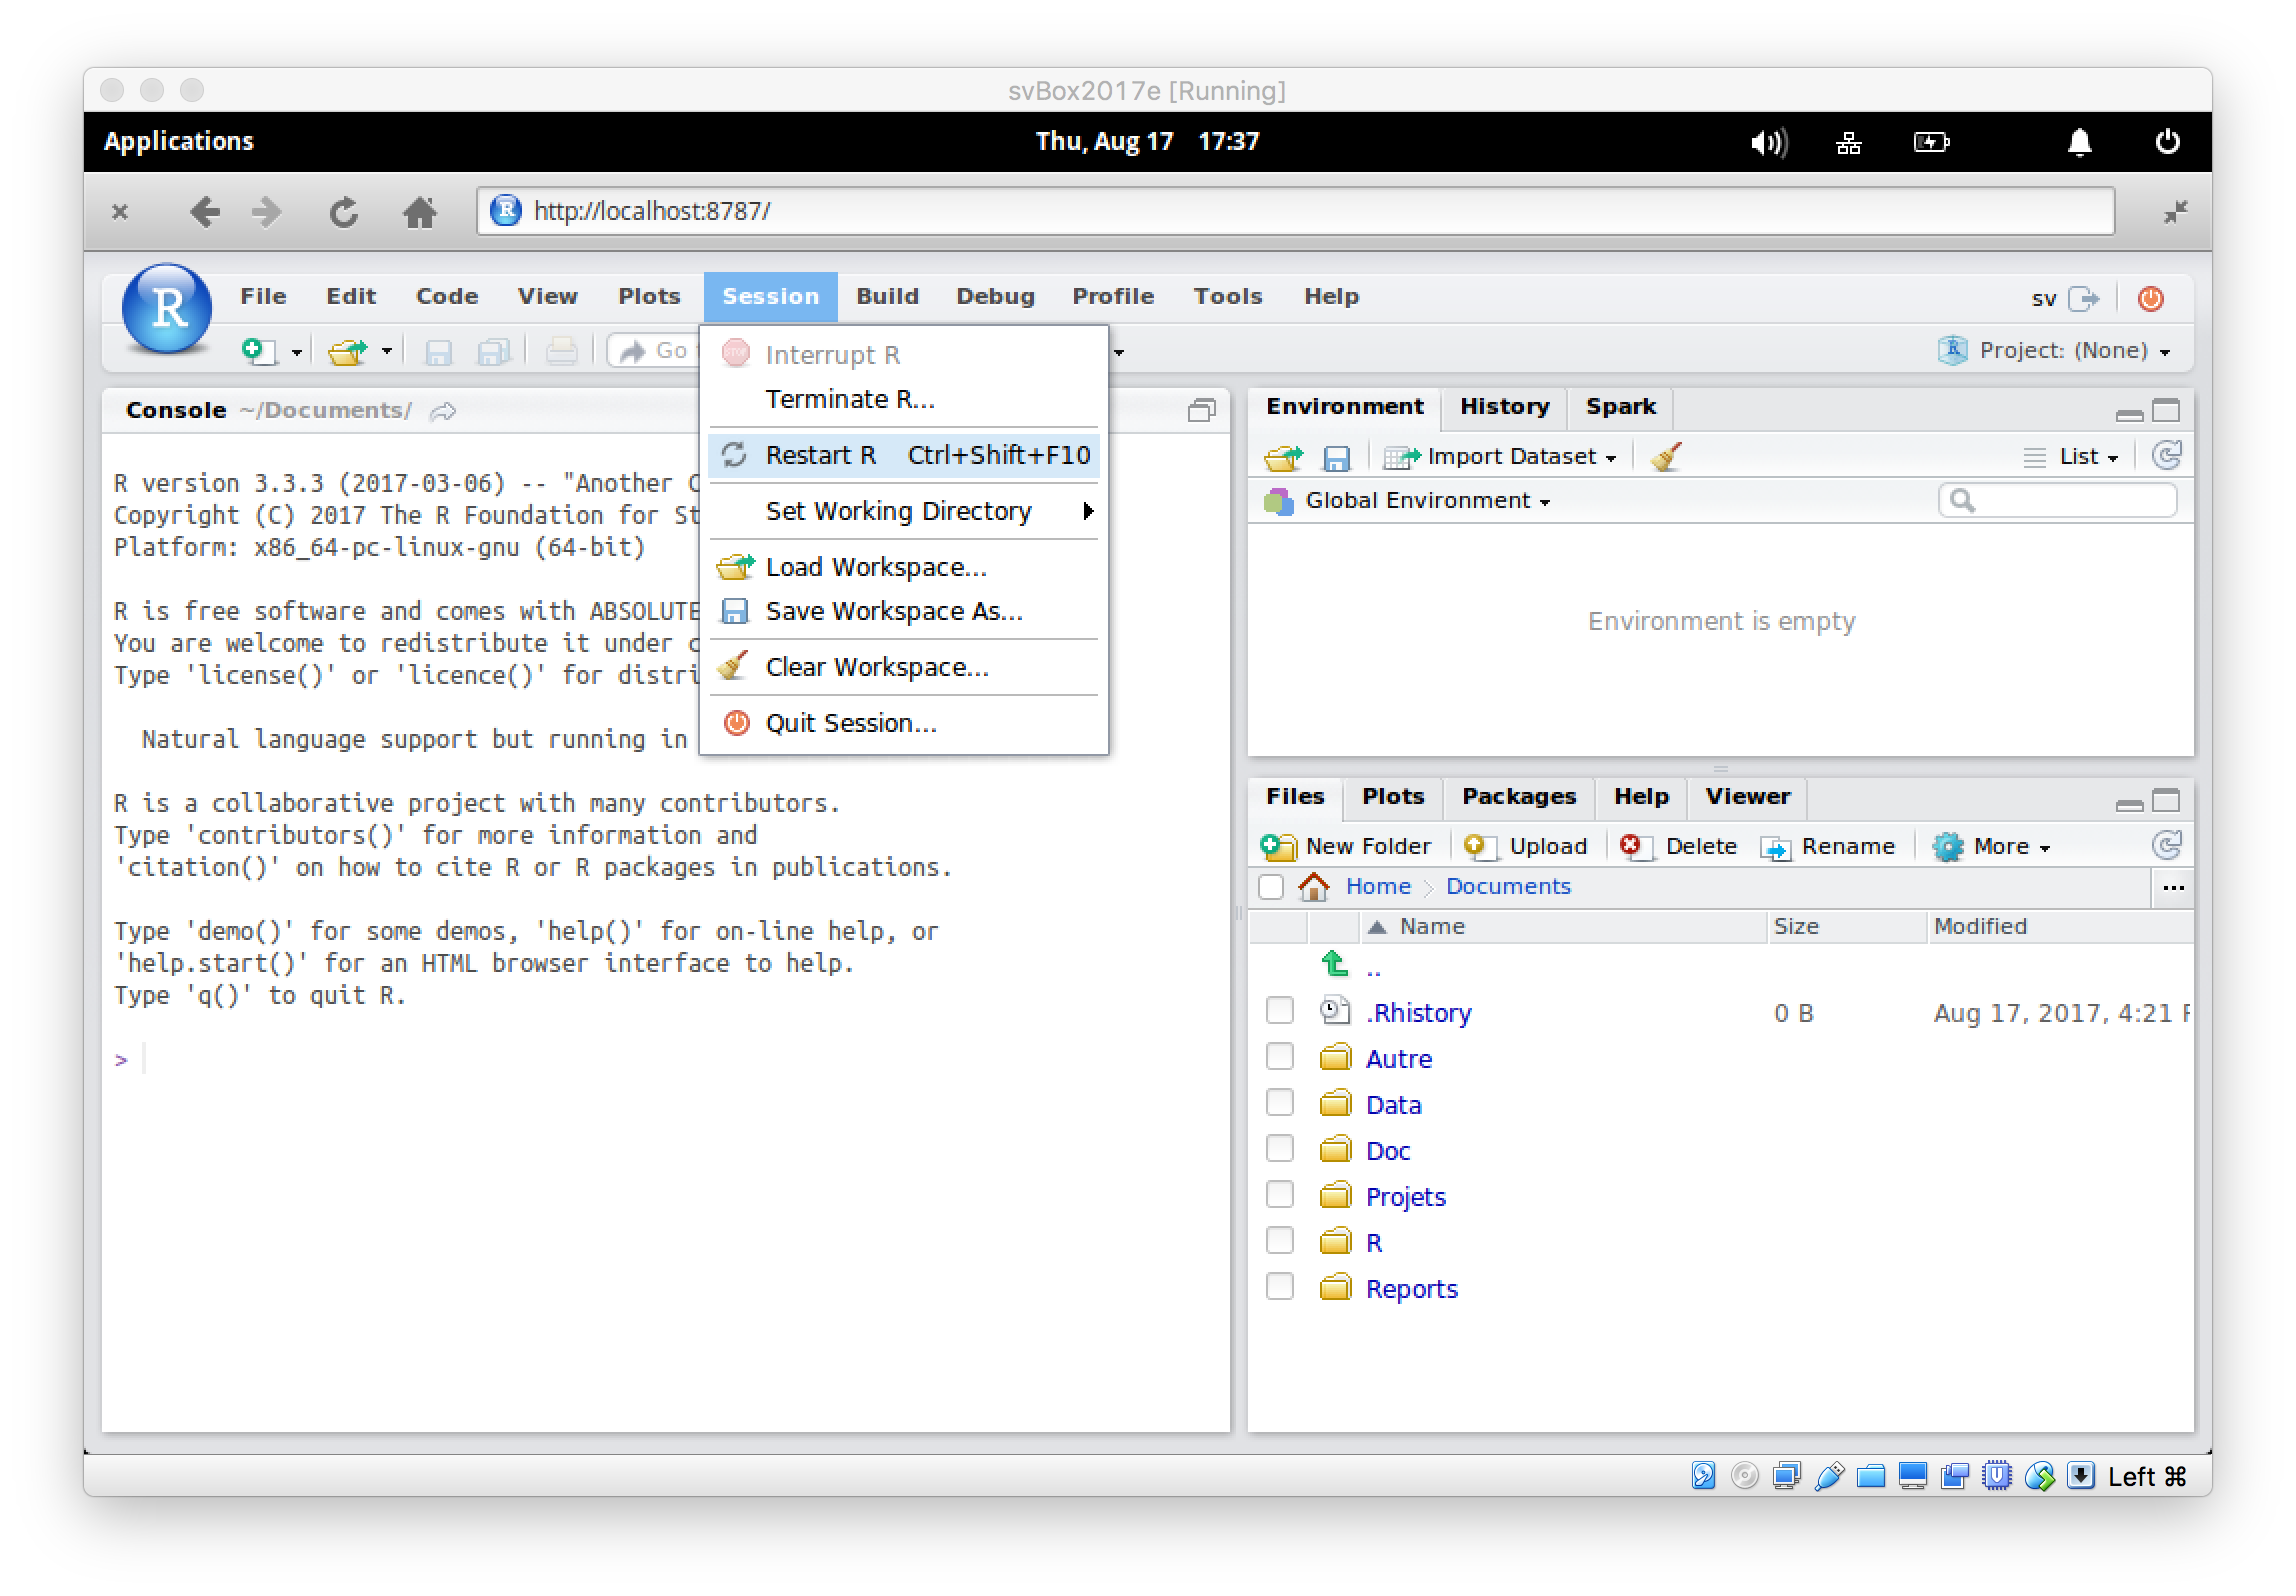 svBox2017e [Running]
Applications
Thu, Aug 17 17:37
http://localhost:8787/
R
File Edit Code View Plots Session Build Debug Profile Tools Help
sv
Go
Project: (None)
Interrupt R
Terminate R...
Restart R Ctrl+Shift+F10
Set Working Directory
Load Workspace...
Save Workspace As...
Clear Workspace...
Quit Session...
Console ~/Documents/
R version 3.3.3 (2017-03-06) -- "Another
Copyright (C) 2017 The R Foundation for St
Platform: x86_64-pc-linux-gnu (64-bit)
R is free software and comes with ABSOLUTE
You are welcome to redistribute it under c
Type 'license()' or 'licence()' for distri
Natural language support but running in
R is a collaborative project with many contributors.
Type 'contributors()' for more information and
'citation()' on how to cite R or R packages in publications.
Type 'demo()' for some demos, 'help()' for on-line help, or
'help.start()' for an HTML browser interface to help.
Type 'q()' to quit R.
>
Environment History Spark
Import Dataset List
Global Environment
Environment is empty
Files Plots Packages Help Viewer
New Folder Upload Delete Rename More
Home Documents ...
Name Size Modified
..
.Rhistory 0 B Aug 17, 2017, 4:21
Autre
Data
Doc
Projets
R
Reports
Left ⌘